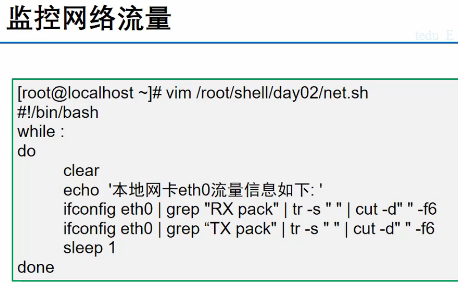 监控网络流量
tedu_E
[root@localhost ~]# vim /root/shell/day02/net.sh
#!/bin/bash
while :
do
clear
echo '本地网卡eth0流量信息如下: '
ifconfig eth0 | grep "RX pack" | tr -s " " | cut -d" " -f6
ifconfig eth0 | grep “TX pack" | tr -s " " | cut -d" " -f6
sleep 1
done